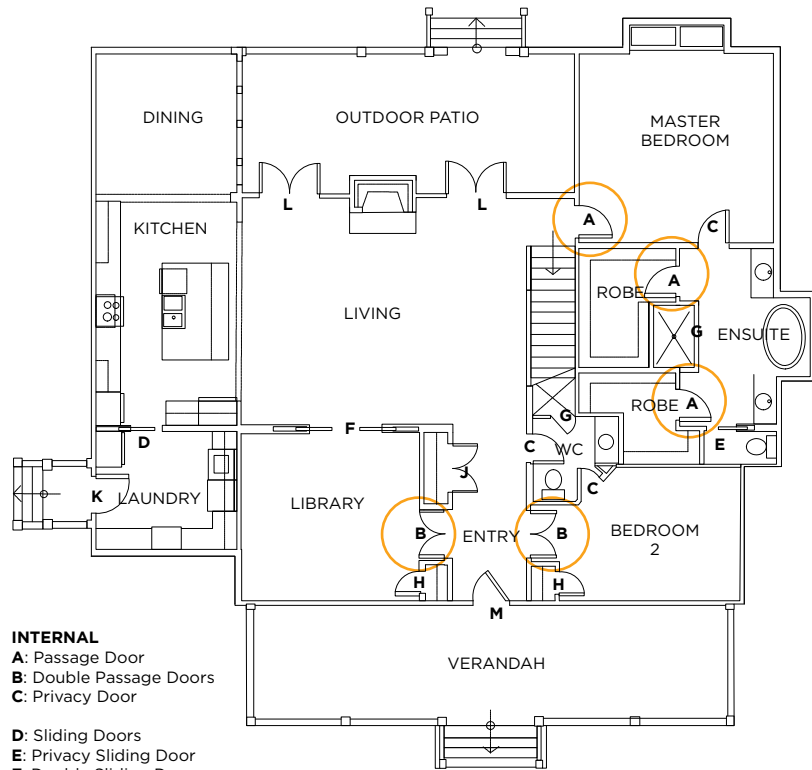 DINING
OUTDOOR PATIO
MASTER
BEDROOM
L
L
A
C
KITCHEN
A
ROBE
LIVING
G
ENSUITE
A
ROBE
G
D
F
C
WC
E
J
C
K
LAUNDRY
LIBRARY
B
ENTRY
B
BEDROOM
2
H
H
M
INTERNAL
A: Passage Door
B: Double Passage Doors
C: Privacy Door
VERANDAH
D: Sliding Doors
E: Privacy Sliding Door